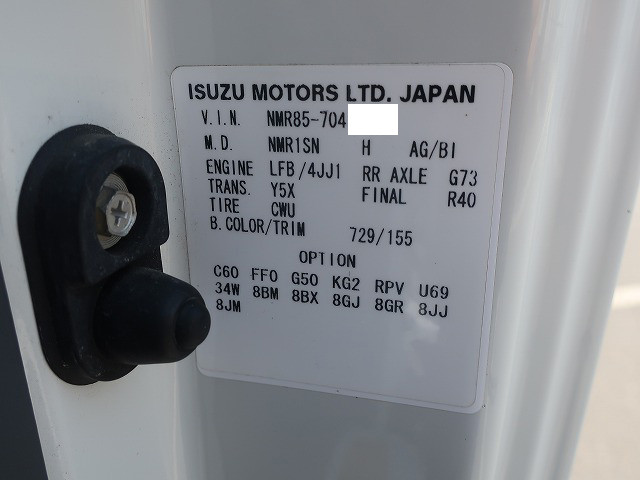 ISUZU MOTORS LTD. JAPAN
V.I.N. NMR85-704
M.D. NMR1SN H AG/BI
ENGINE LFB/4JJ1 RR AXLE G73
TRANS. Y5X FINAL R40
TIRE CWU
B.COLOR/TRIM 729/155
OPTION
C60 FF0 G50 KG2 RPV U69
34W 8BM 8BX 8GJ 8GR 8JJ
8JM